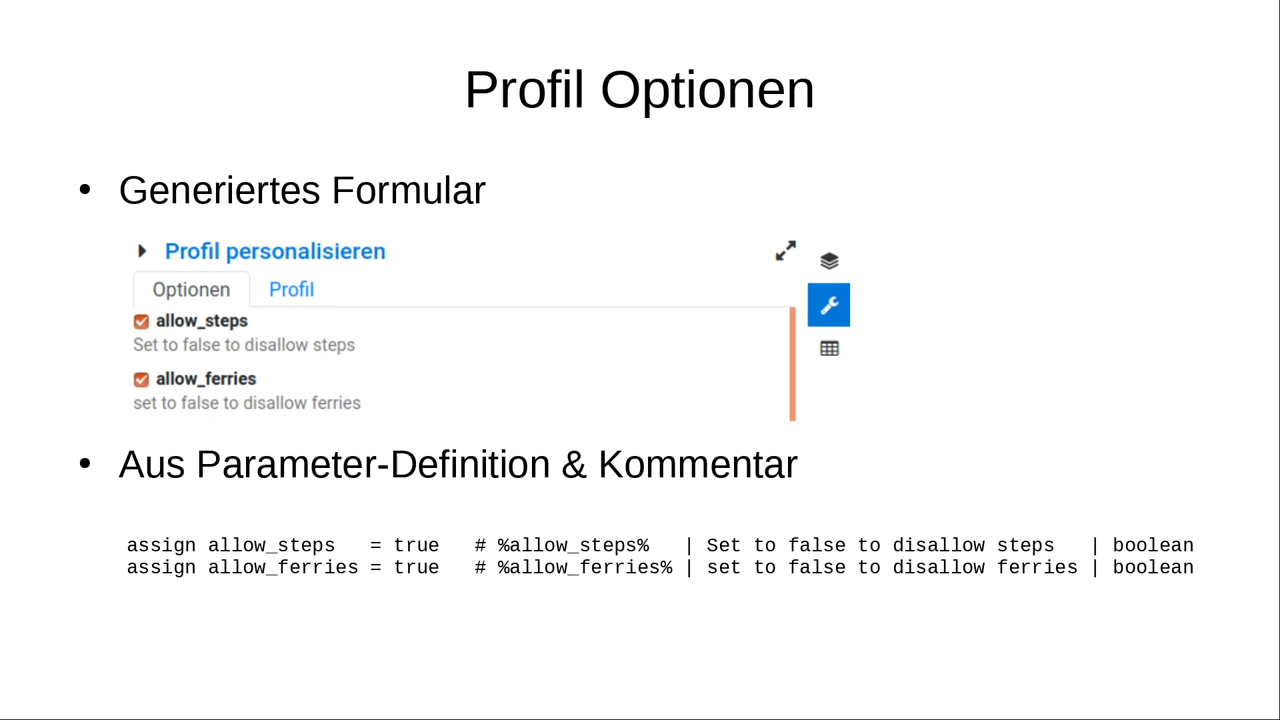 Profil Optionen
• Generiertes Formular
Profil personalisieren
Optionen Profil
allow_steps
Set to false to disallow steps
allow_ferries
set to false to disallow ferries
• Aus Parameter-Definition & Kommentar
assign allow_steps   = true   # %allow_steps%   | Set to false to disallow steps   | boolean
assign allow_ferries = true   # %allow_ferries% | set to false to disallow ferries | boolean